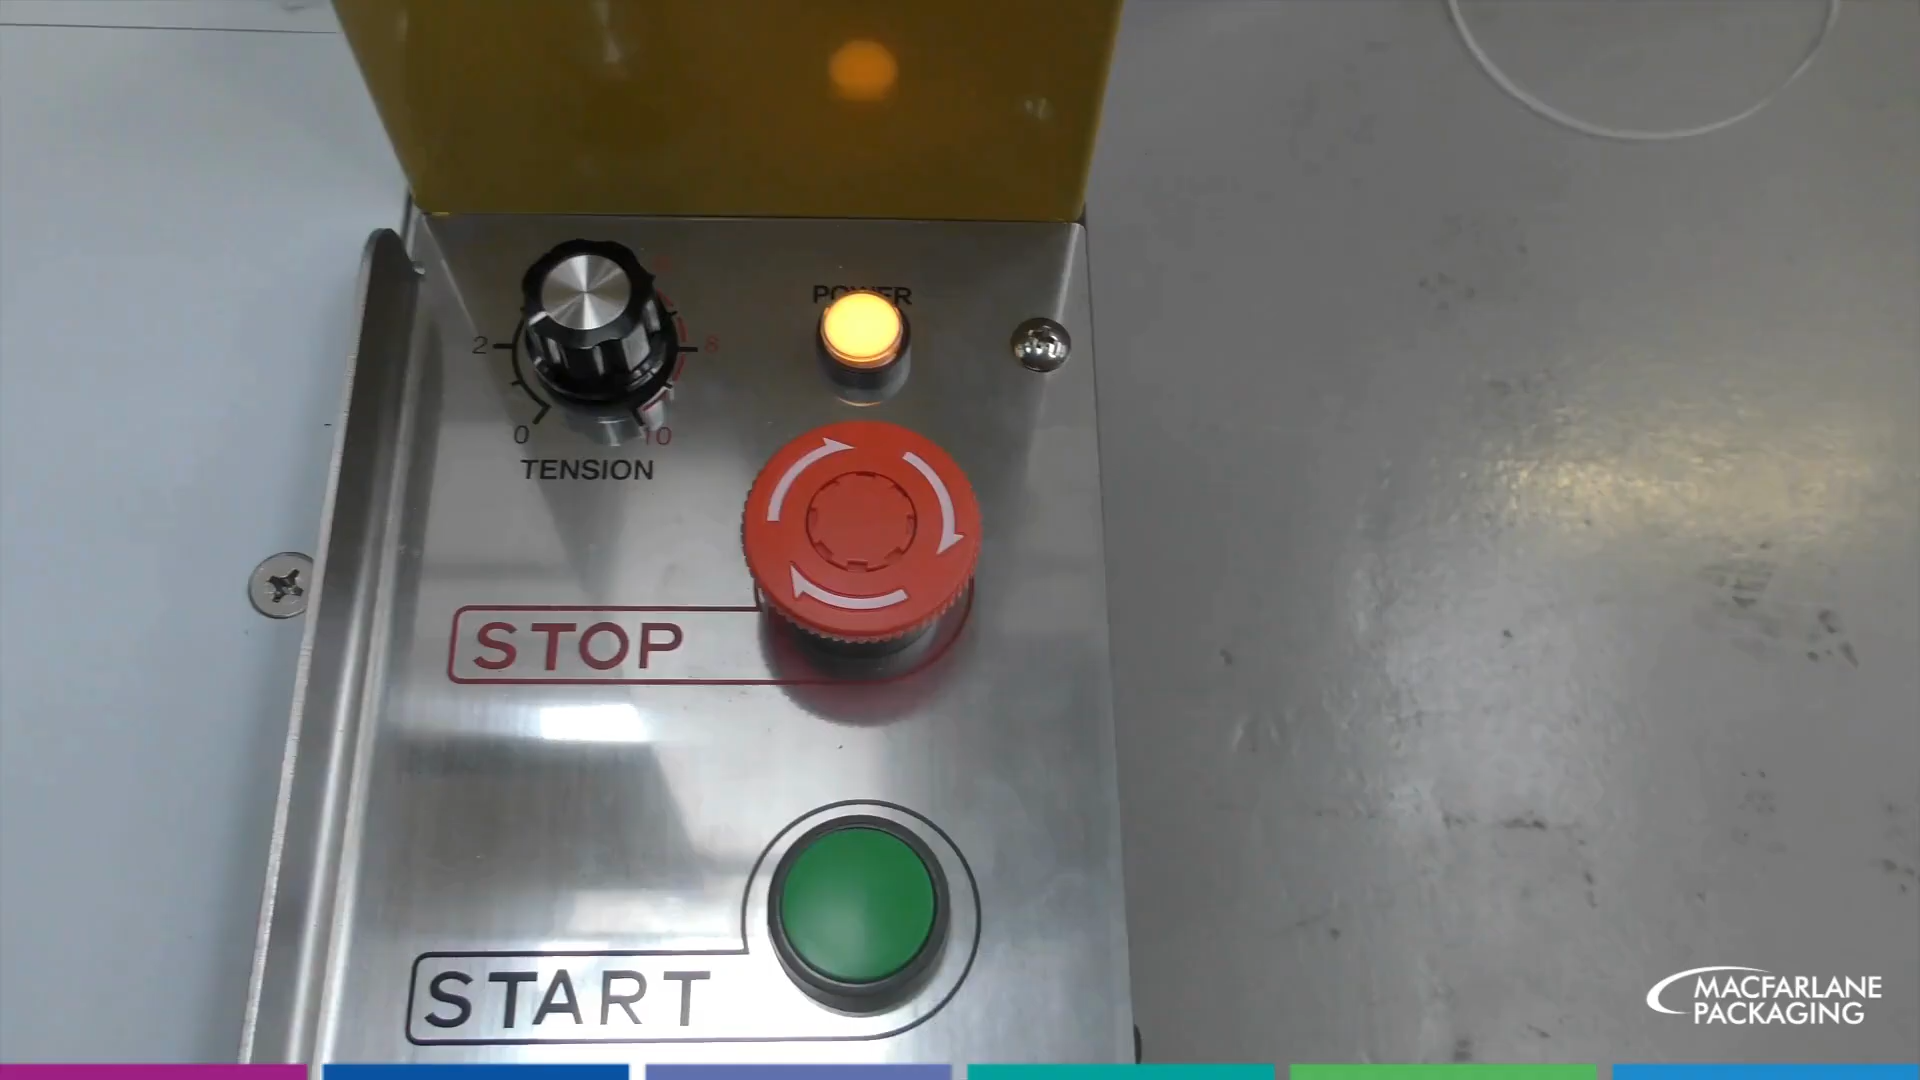 POWER
2
8
0
10
TENSION
STOP
START
MACFARLANE
PACKAGING